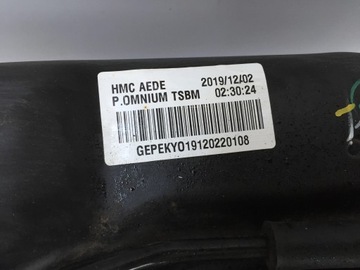 HMC AEDE 2019/12/02
P.OMNIUM TSBM 02:30:24
GEPEKYO19120220108